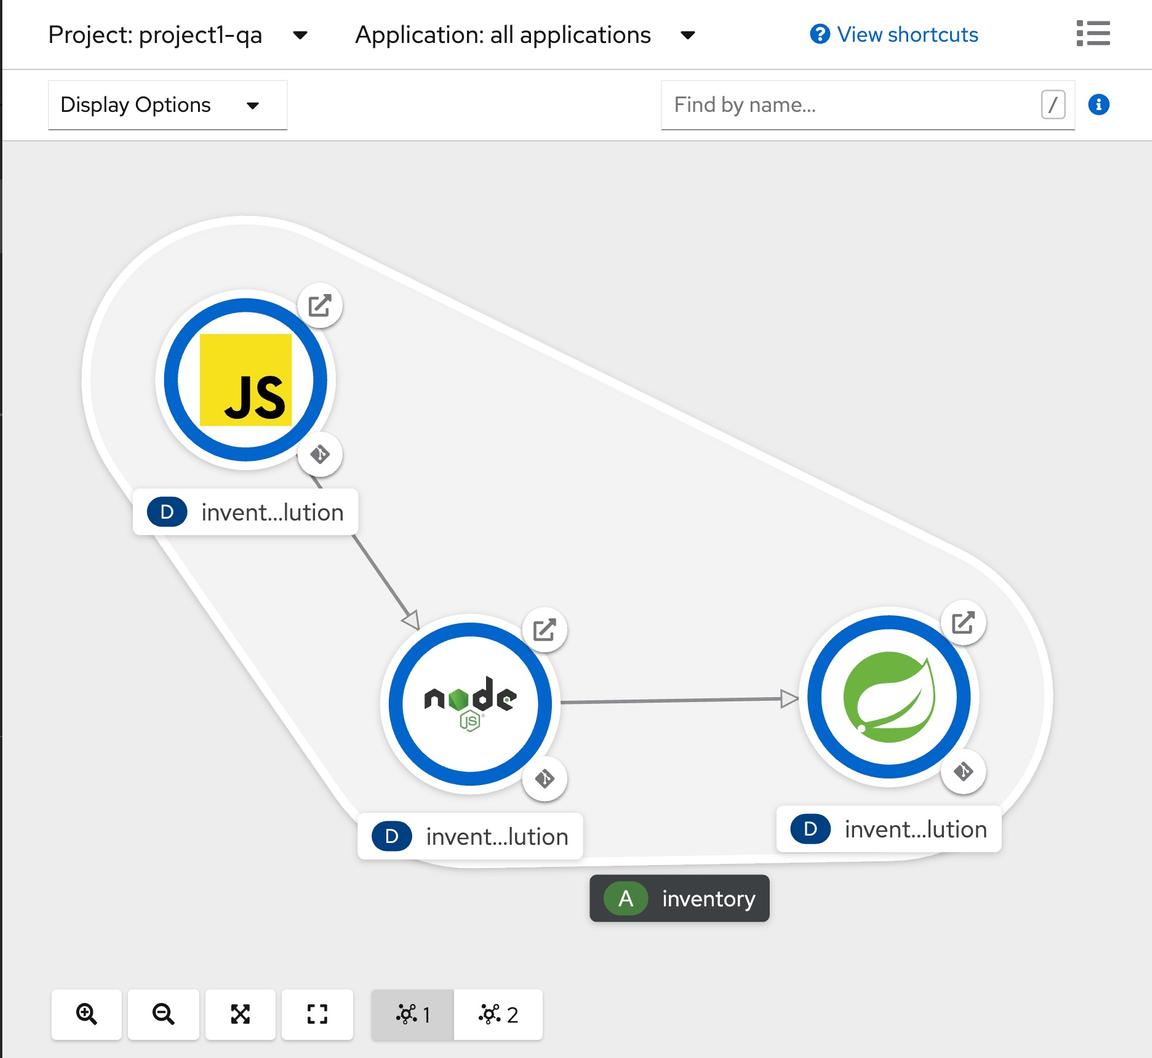 Project: project1-qa
Application: all applications
View shortcuts
Display Options
Find by name...
/
JS
D invent...lution
node
JS
D invent...lution
D invent...lution
A inventory
1
2